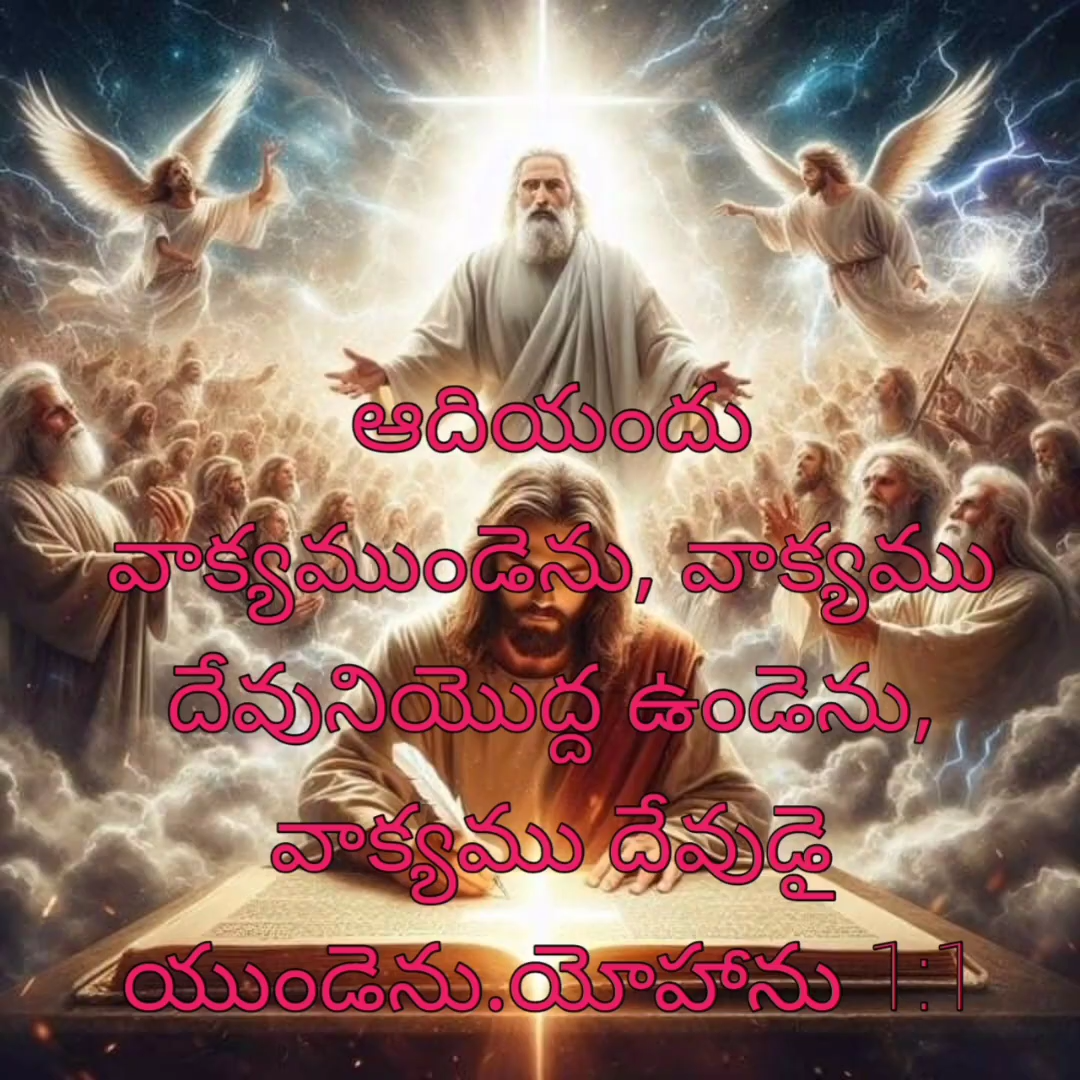 ఆదియందు
వాక్యముండెను, వాక్యము
దేవునియొద్ద ఉండెను,
వాక్యము దేవుడై
యుండెను.యోహాను 1:1